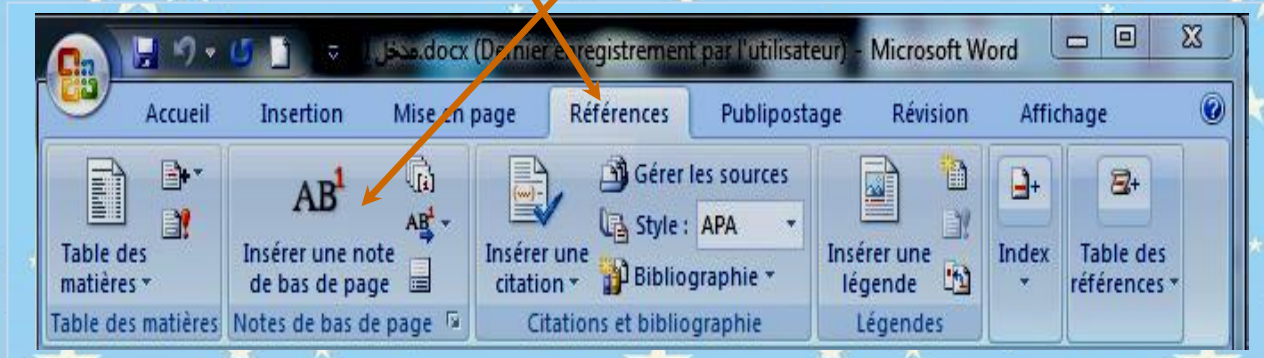 مدخل.docx (Dernier enregistrement par l'utilisateur) - Microsoft Word
Accueil Insertion Mise en page Références Publipostage Révision Affichage
AB1
Gérer les sources
AB1
Style : APA
Table des matières
Insérer une note de bas de page
Insérer une citation
Bibliographie
Insérer une légende
Index
Table des références
Table des matières Notes de bas de page Citations et bibliographie Légendes